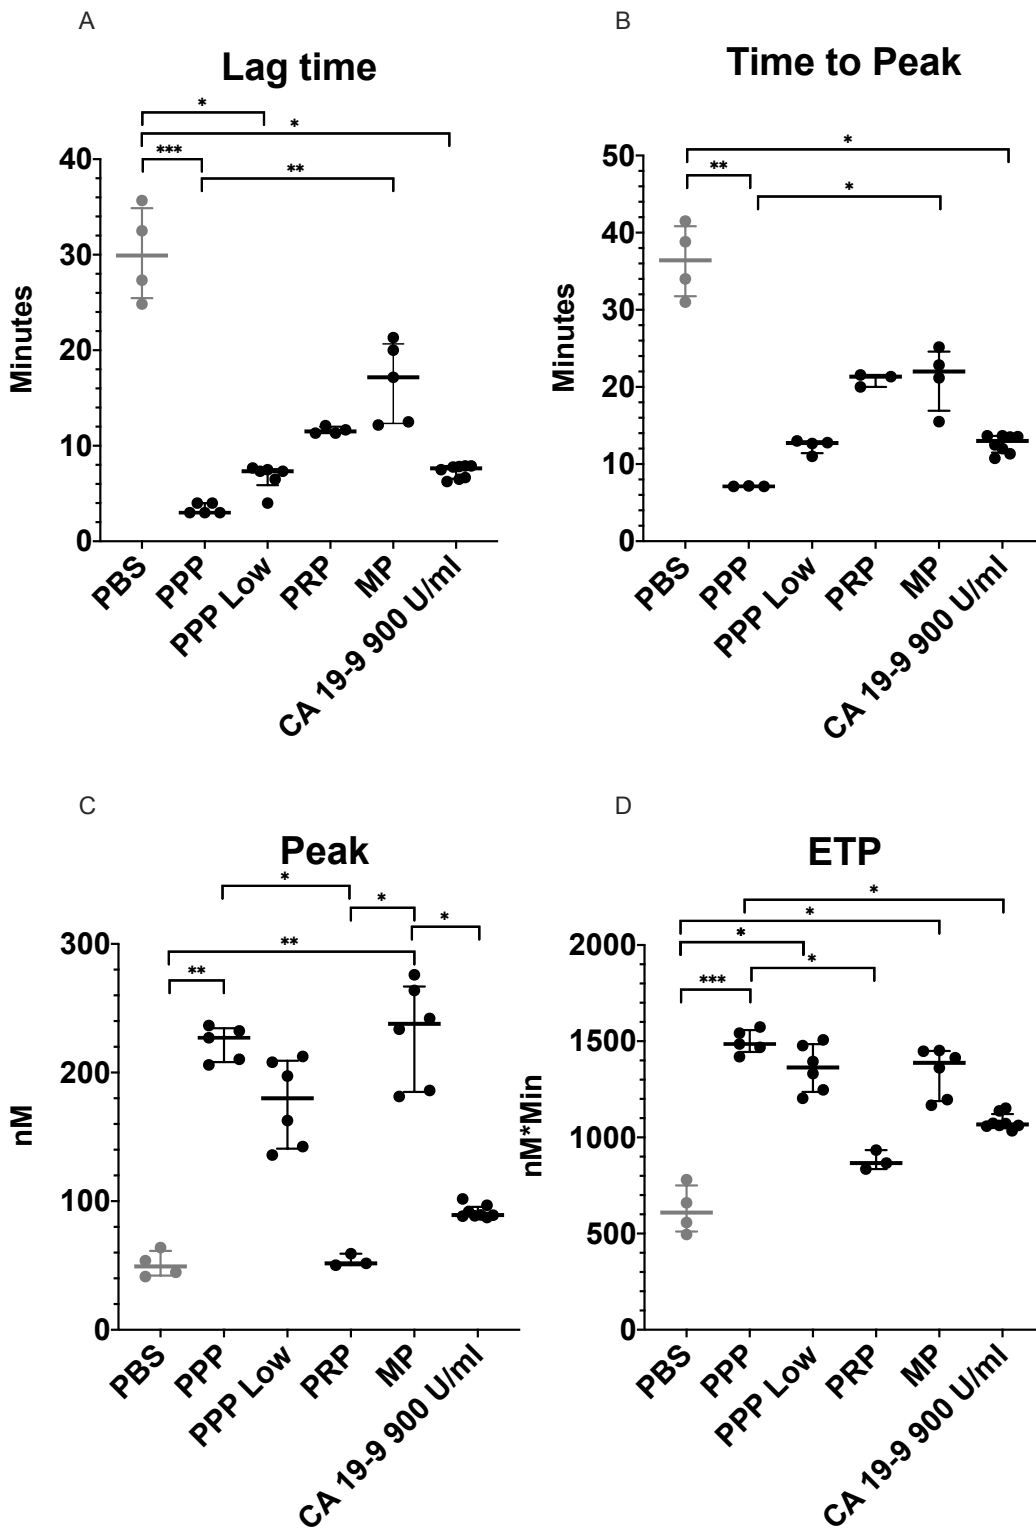 A
Lag time
*
*
***
**
40
30
20
10
0
Minutes
PBS
PPP
PPP Low
PRP
MP
CA 19-9 900 U/ml
B
Time to Peak
*
**
*
50
40
30
20
10
0
Minutes
PBS
PPP
PPP Low
PRP
MP
CA 19-9 900 U/ml
C
Peak
*
*
*
**
**
300
200
100
0
nM
PBS
PPP
PPP Low
PRP
MP
CA 19-9 900 U/ml
D
ETP
*
*
*
*
***
2000
1500
1000
500
0
nM*Min
PBS
PPP
PPP Low
PRP
MP
CA 19-9 900 U/ml